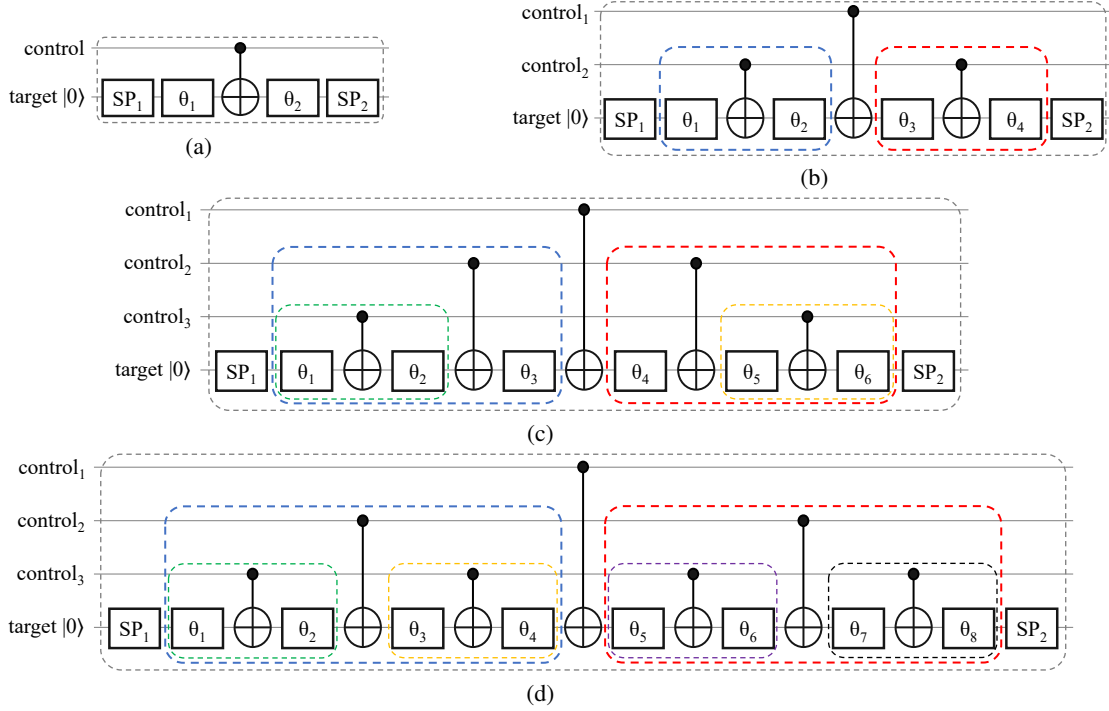 control
target |0⟩ SP₁ θ₁ θ₂ SP₂
(a)
control₁
control₂
target |0⟩ SP₁ θ₁ θ₂ θ₃ θ₄ SP₂
(b)
control₁
control₂
control₃
target |0⟩ SP₁ θ₁ θ₂ θ₃ θ₄ θ₅ θ₆ SP₂
(c)
control₁
control₂
control₃
target |0⟩ SP₁ θ₁ θ₂ θ₃ θ₄ θ₅ θ₆ θ₇ θ₈ SP₂
(d)